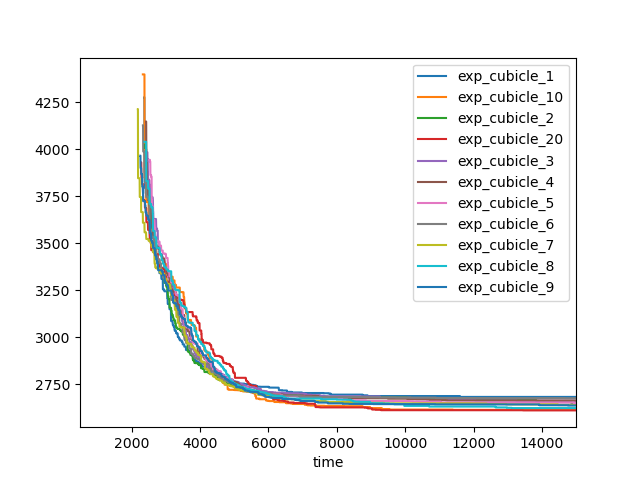 exp_cubicle_1
exp_cubicle_10
exp_cubicle_2
exp_cubicle_20
exp_cubicle_3
exp_cubicle_4
exp_cubicle_5
exp_cubicle_6
exp_cubicle_7
exp_cubicle_8
exp_cubicle_9
4250
4000
3750
3500
3250
3000
2750
2000 4000 6000 8000 10000 12000 14000
time